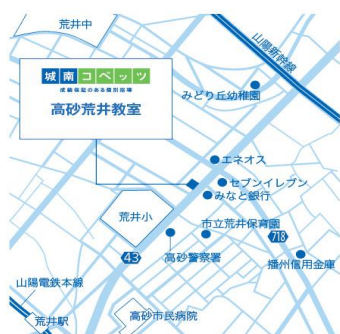 荒井中
山陽新幹線
城南コベッツ
成績保証のある個別指導
高砂荒井教室
みどり丘幼稚園
エネオス
セブンイレブン
みなと銀行
荒井小
市立荒井保育園
718
43
高砂警察署
播州信用金庫
山陽電鉄本線
荒井駅
高砂市民病院